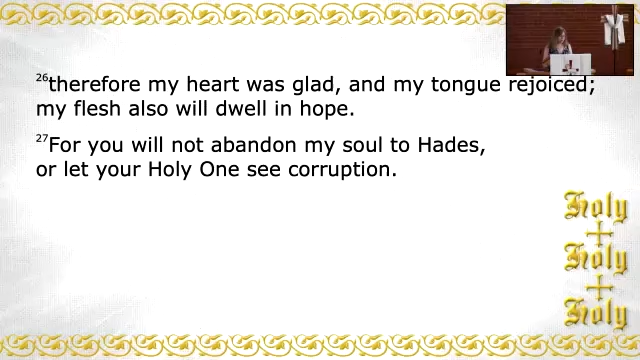 26therefore my heart was glad, and my tongue rejoiced;
my flesh also will dwell in hope.
27For you will not abandon my soul to Hades,
or let your Holy One see corruption.
Holy
Holy
Holy